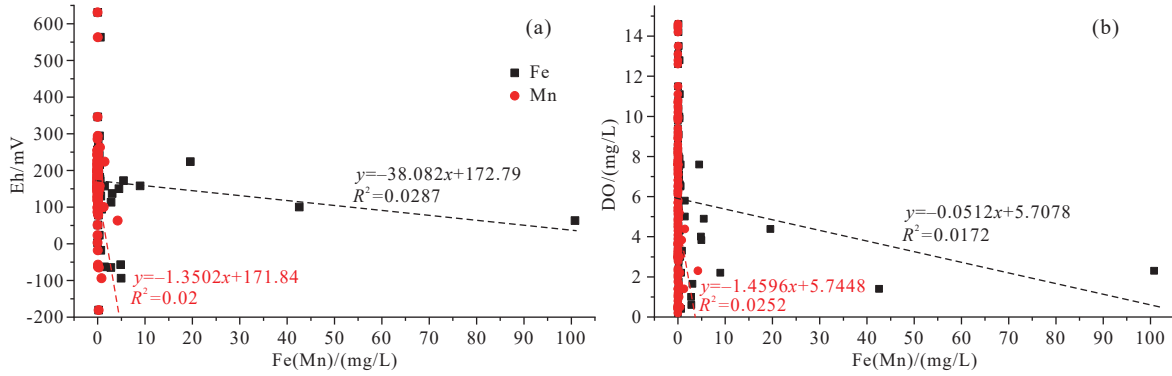 (a)
Fe
Mn
y=−38.082x+172.79
R²=0.0287
y=−1.3502x+171.84
R²=0.02
Eh/mV
600
500
400
300
200
100
0
-100
-200
0 10 20 30 40 50 60 70 80 90 100
Fe(Mn)/(mg/L)
(b)
y=−0.0512x+5.7078
R²=0.0172
y=−1.4596x+5.7448
R²=0.0252
DO/(mg/L)
14
12
10
8
6
4
2
0
0 10 20 30 40 50 60 70 80 90 100
Fe(Mn)/(mg/L)